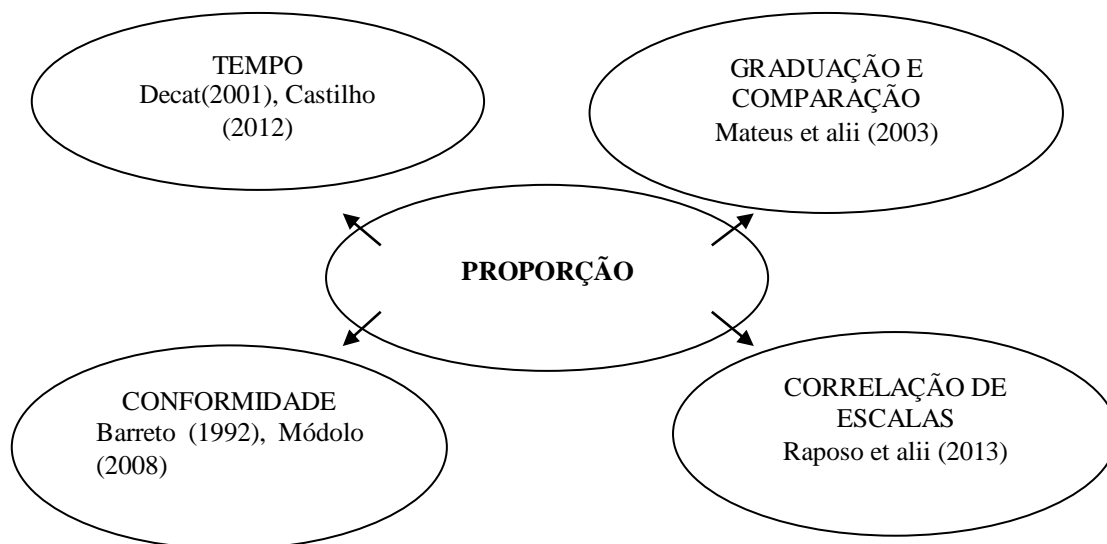 TEMPO
Decat(2001), Castilho
(2012)
GRADUAÇÃO E
COMPARAÇÃO
Mateus et alii (2003)
PROPORÇÃO
CONFORMIDADE
Barreto (1992), Módolo
(2008)
CORRELAÇÃO DE
ESCALAS
Raposo et alii (2013)